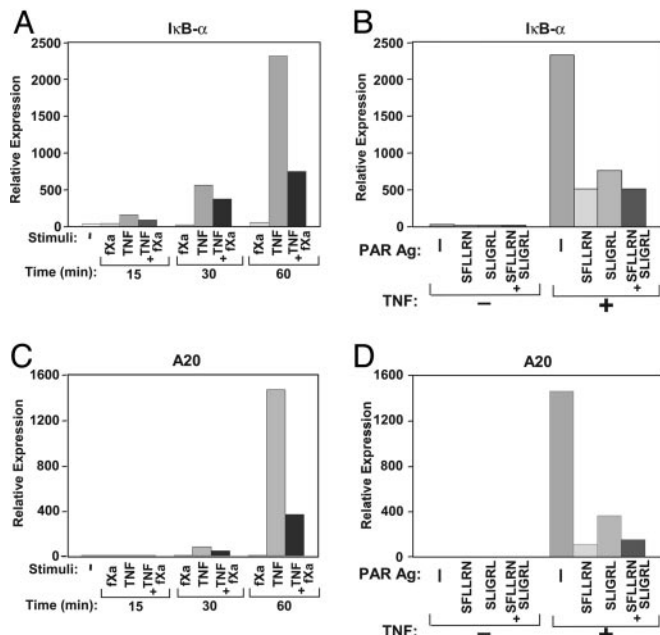 A
IκB-α
Relative Expression
2500
2000
1500
1000
500
0
Stimuli:
-
fXa
TNF
TNF + fXa
fXa
TNF
TNF + fXa
fXa
TNF
TNF + fXa
Time (min):
15
30
60
B
IκB-α
Relative Expression
2500
2000
1500
1000
500
0
PAR Ag:
–
SFLLRN
SLIGRL
SFLLRN + SLIGRL
–
SFLLRN
SLIGRL
SFLLRN + SLIGRL
TNF:
–
+
C
A20
Relative Expression
1600
1200
800
400
0
Stimuli:
-
fXa
TNF
TNF + fXa
fXa
TNF
TNF + fXa
fXa
TNF
TNF + fXa
Time (min):
15
30
60
D
A20
Relative Expression
1600
1200
800
400
0
PAR Ag:
–
SFLLRN
SLIGRL
SFLLRN + SLIGRL
–
SFLLRN
SLIGRL
SFLLRN + SLIGRL
TNF:
–
+